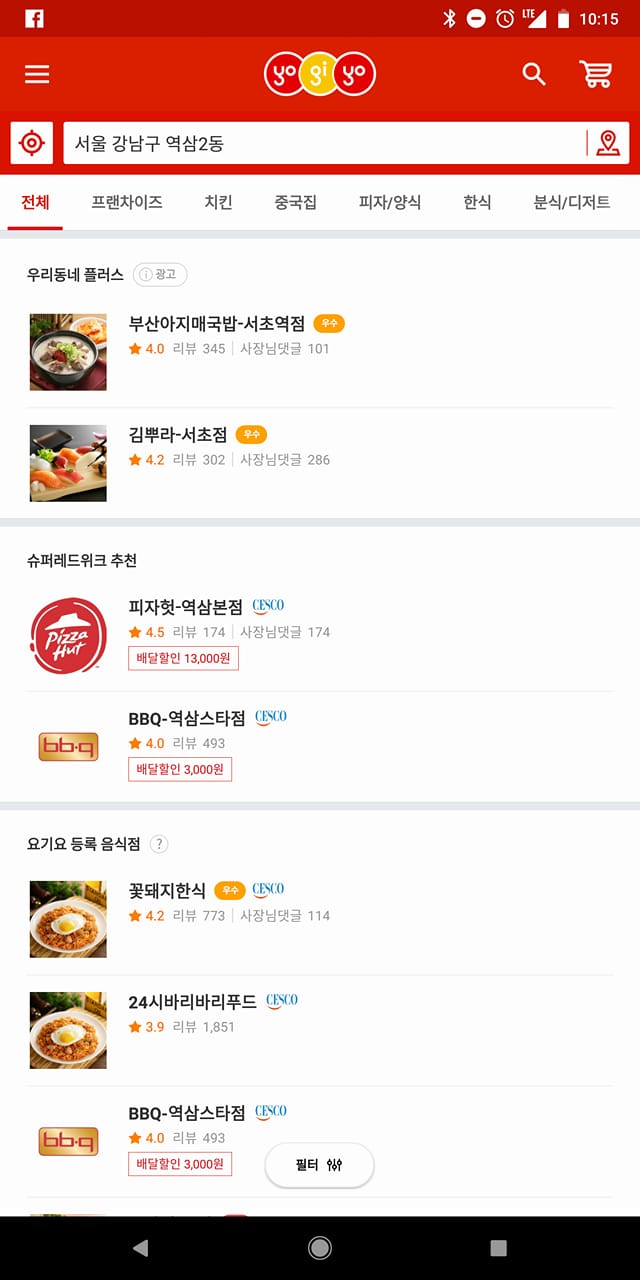 LTE 10:15
yo gi yo
서울 강남구 역삼2동
전체 프랜차이즈 치킨 중국집 피자/양식 한식 분식/디저트
우리동네 플러스 광고
부산아지매국밥-서초역점 우수
4.0 리뷰 345 사장님댓글 101
김뿌라-서초점 우수
4.2 리뷰 302 사장님댓글 286
슈퍼레드위크 추천
Pizza Hut
피자헛-역삼본점 CESCO
4.5 리뷰 174 사장님댓글 174
배달할인 13,000원
bb.q
BBQ-역삼스타점 CESCO
4.0 리뷰 493
배달할인 3,000원
요기요 등록 음식점 ?
꽃돼지한식 우수 CESCO
4.2 리뷰 773 사장님댓글 114
24시바리바리푸드 CESCO
3.9 리뷰 1,851
bb.q
BBQ-역삼스타점 CESCO
4.0 리뷰 493
배달할인 3,000원
필터